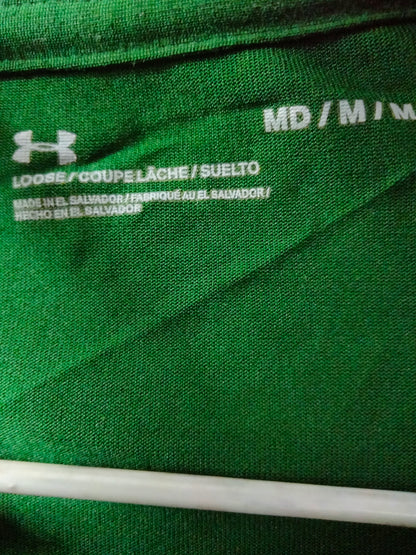 MD / M / M
LOOSE / COUPE LÂCHE / SUELTO
MADE IN EL SALVADOR / FABRIQUÉ AU EL SALVADOR /
HECHO EN EL SALVADOR